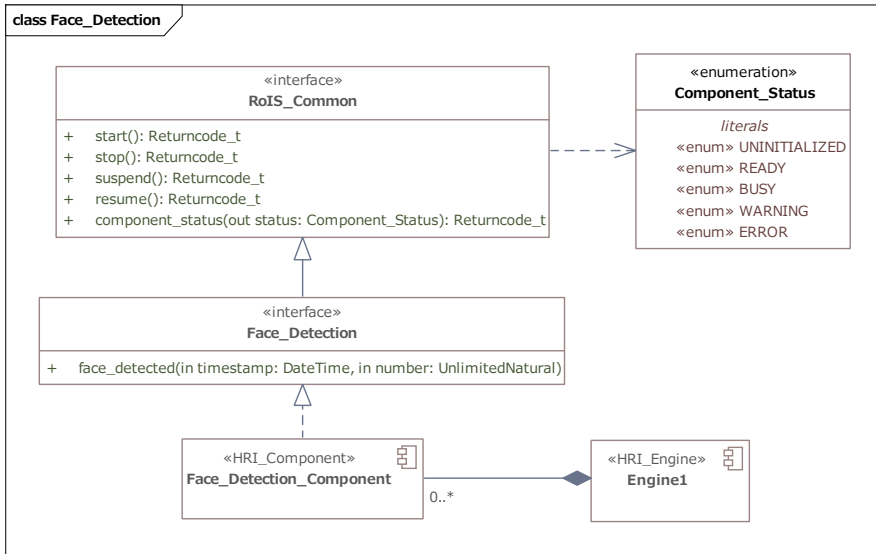 class Face_Detection
«interface»
RoIS_Common
+ start(): Returncode_t
+ stop(): Returncode_t
+ suspend(): Returncode_t
+ resume(): Returncode_t
+ component_status(out status: Component_Status): Returncode_t
«enumeration»
Component_Status
literals
«enum» UNINITIALIZED
«enum» READY
«enum» BUSY
«enum» WARNING
«enum» ERROR
«interface»
Face_Detection
+ face_detected(in timestamp: DateTime, in number: UnlimitedNatural)
«HRI_Component»
Face_Detection_Component
0..*
«HRI_Engine»
Engine1